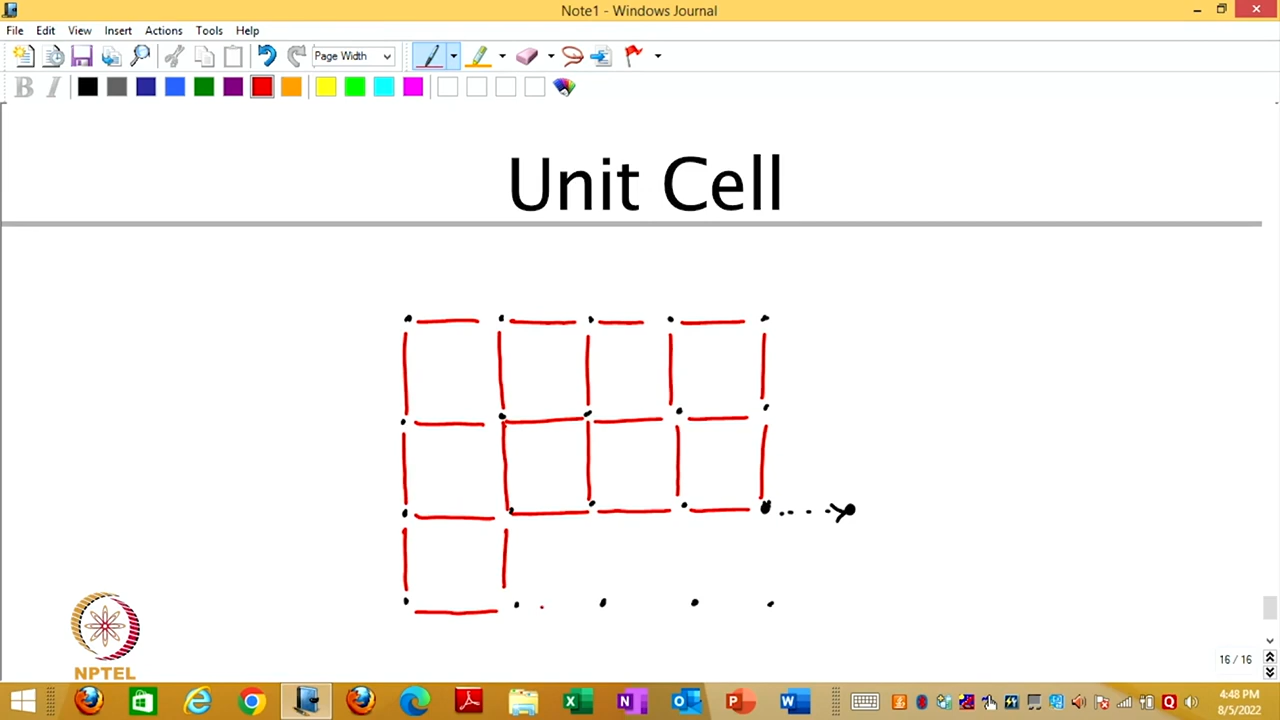 Note1 - Windows Journal
File Edit View Insert Actions Tools Help
Page Width
B I
Unit Cell
NPTEL
16 / 16
4:48 PM
8/5/2022